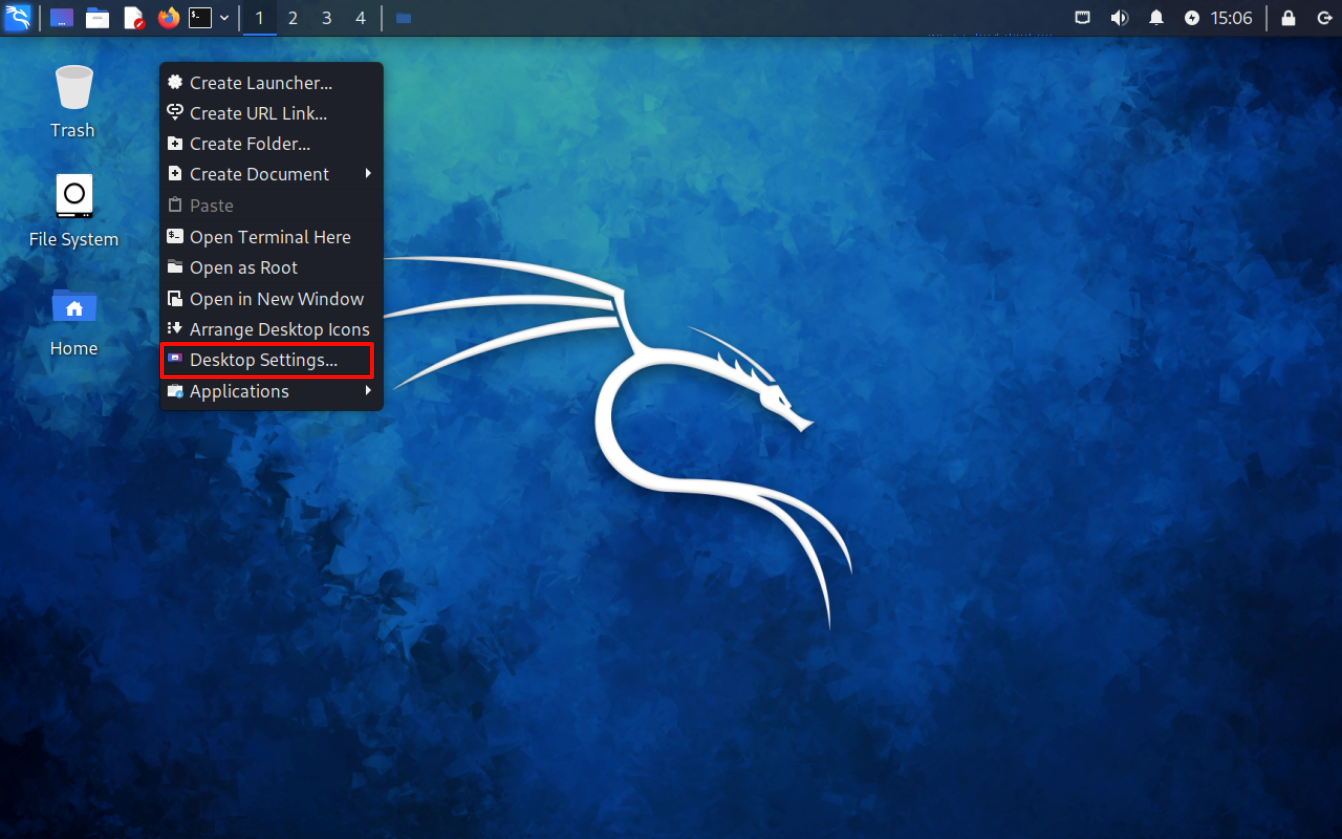 1 2 3 4 15:06
Trash
File System
Home
Create Launcher...
Create URL Link...
Create Folder...
Create Document
Paste
Open Terminal Here
Open as Root
Open in New Window
Arrange Desktop Icons
Desktop Settings...
Applications